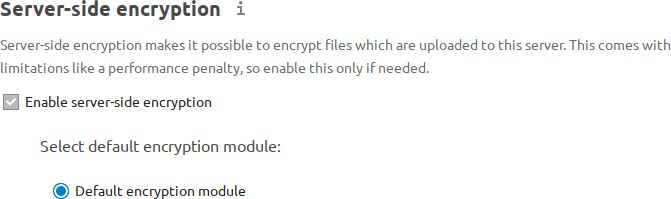 Server-side encryption i
Server-side encryption makes it possible to encrypt files which are uploaded to this server. This comes with
limitations like a performance penalty, so enable this only if needed.
Enable server-side encryption
Select default encryption module:
Default encryption module